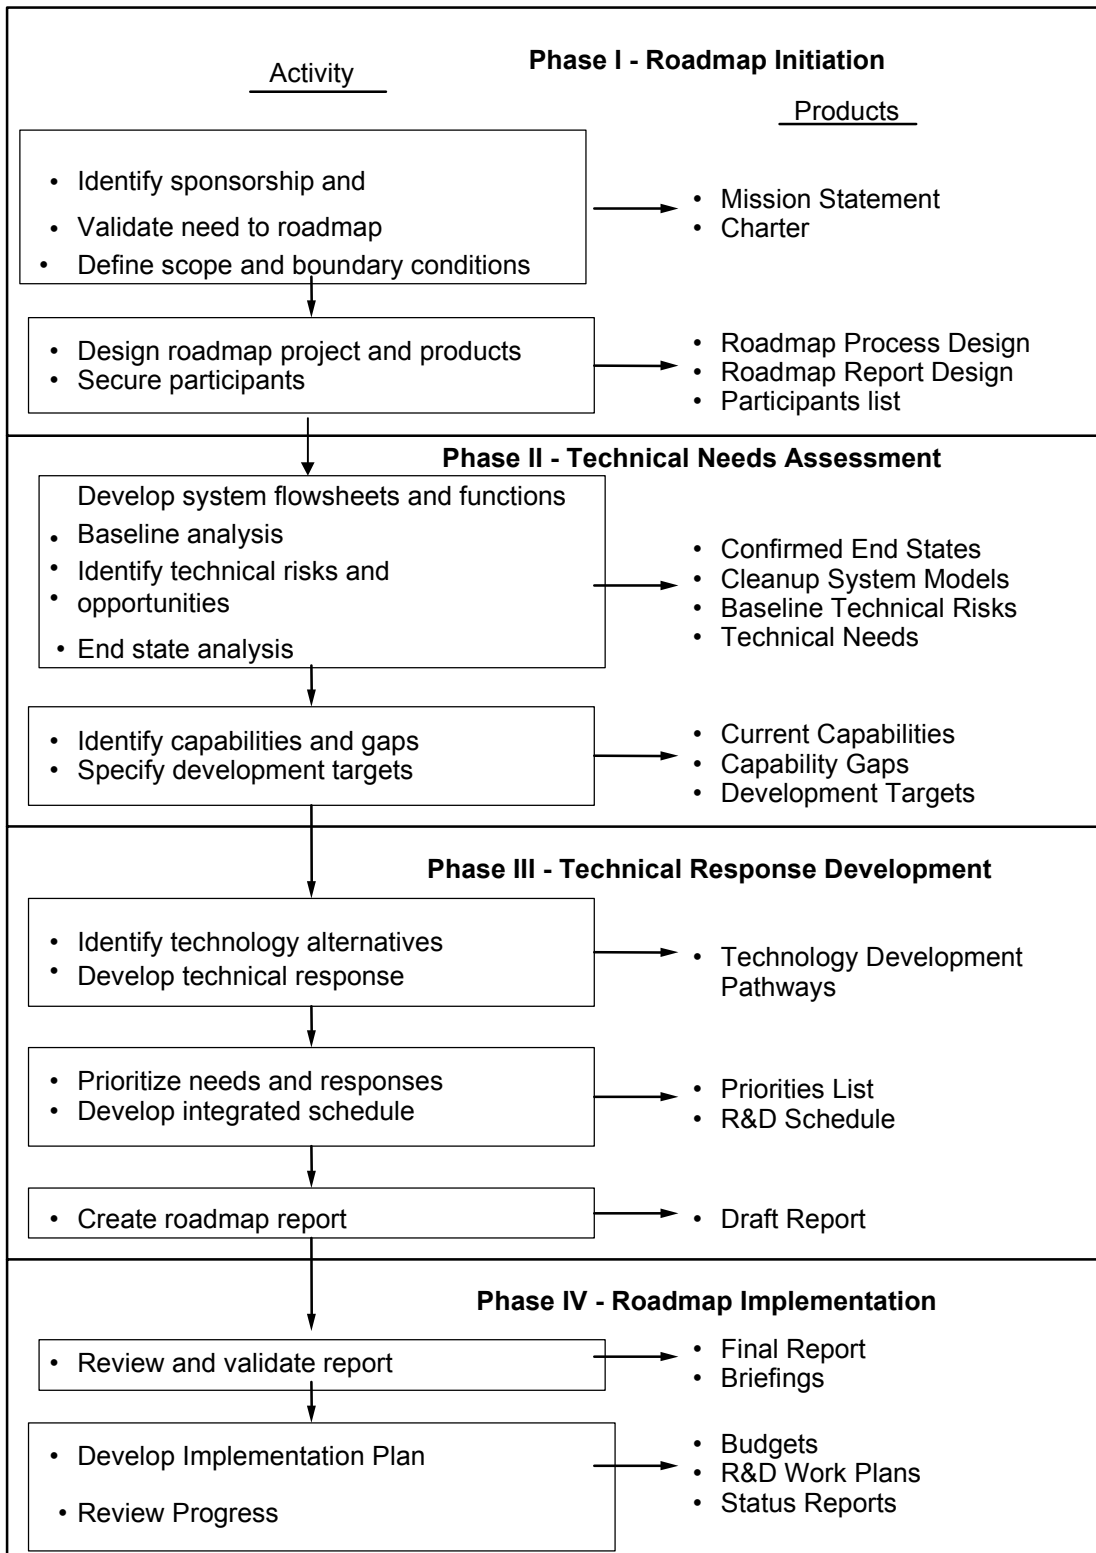 Phase I - Roadmap Initiation
Activity
Products
• Identify sponsorship and
• Validate need to roadmap
• Define scope and boundary conditions
• Mission Statement
• Charter
• Design roadmap project and products
• Secure participants
• Roadmap Process Design
• Roadmap Report Design
• Participants list
Phase II - Technical Needs Assessment
Develop system flowsheets and functions
• Baseline analysis
• Identify technical risks and
• opportunities
• End state analysis
• Confirmed End States
• Cleanup System Models
• Baseline Technical Risks
• Technical Needs
• Identify capabilities and gaps
• Specify development targets
• Current Capabilities
• Capability Gaps
• Development Targets
Phase III - Technical Response Development
• Identify technology alternatives
• Develop technical response
• Technology Development
Pathways
• Prioritize needs and responses
• Develop integrated schedule
• Priorities List
• R&D Schedule
• Create roadmap report
• Draft Report
Phase IV - Roadmap Implementation
• Review and validate report
• Final Report
• Briefings
• Develop Implementation Plan
• Review Progress
• Budgets
• R&D Work Plans
• Status Reports